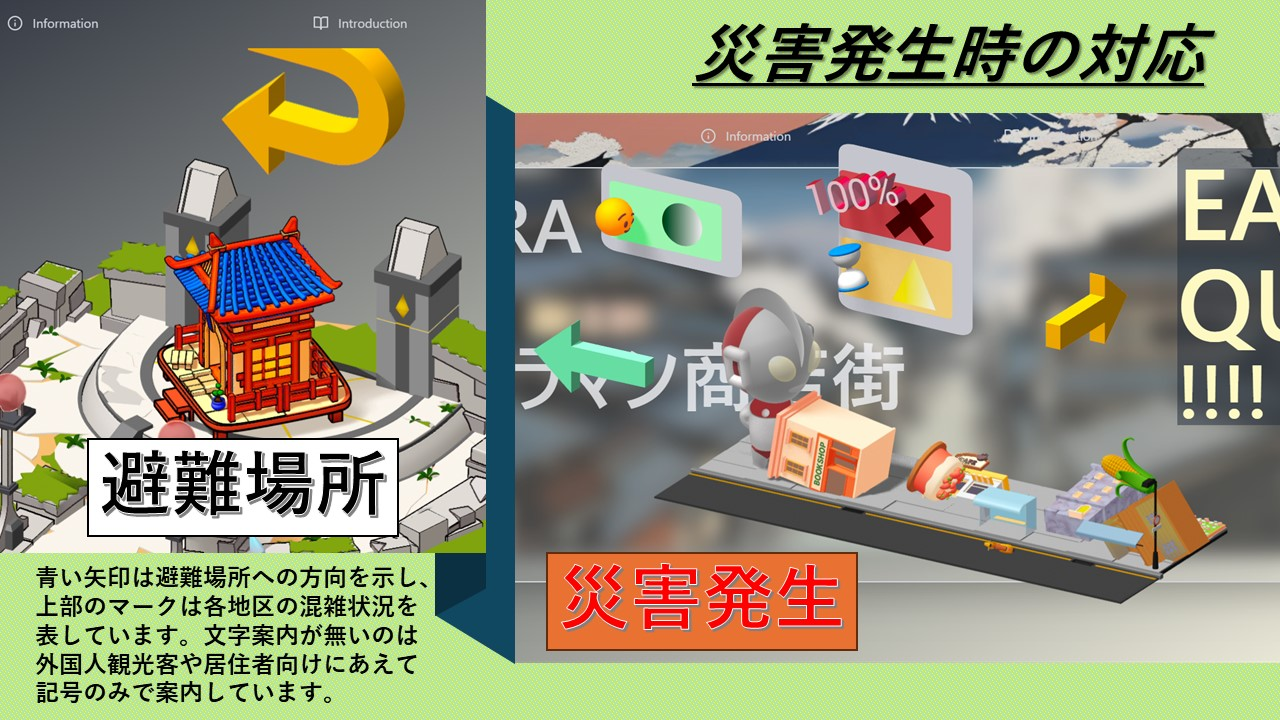 Information
Introduction
災害発生時の対応
Information
RA
100%
EA
QU
!!!!
ラマン商店街
BOOKSHOP
避難場所
災害発生
青い矢印は避難場所への方向を示し、
上部のマークは各地区の混雑状況を
表しています。文字案内が無いのは
外国人観光客や居住者向けにあえて
記号のみで案内しています。